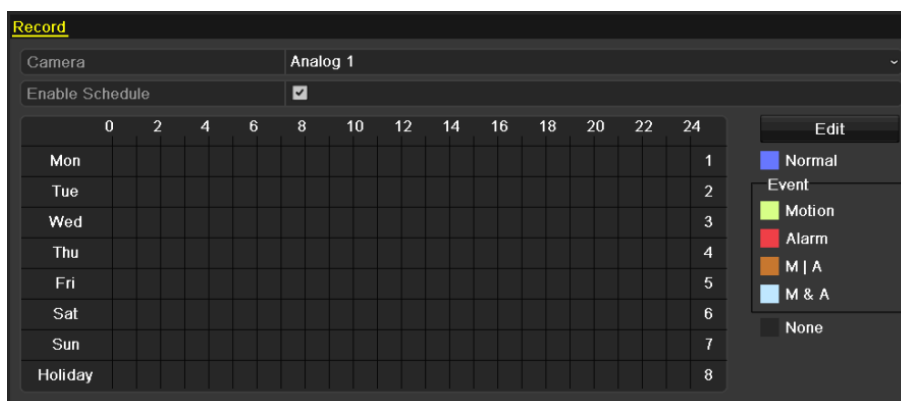 Record
Camera Analog 1
Enable Schedule
0 2 4 6 8 10 12 14 16 18 20 22 24
Edit
Mon 1
Normal
Event
Tue 2
Motion
Wed 3
Alarm
Thu 4
M | A
Fri 5
M & A
Sat 6
None
Sun 7
Holiday 8